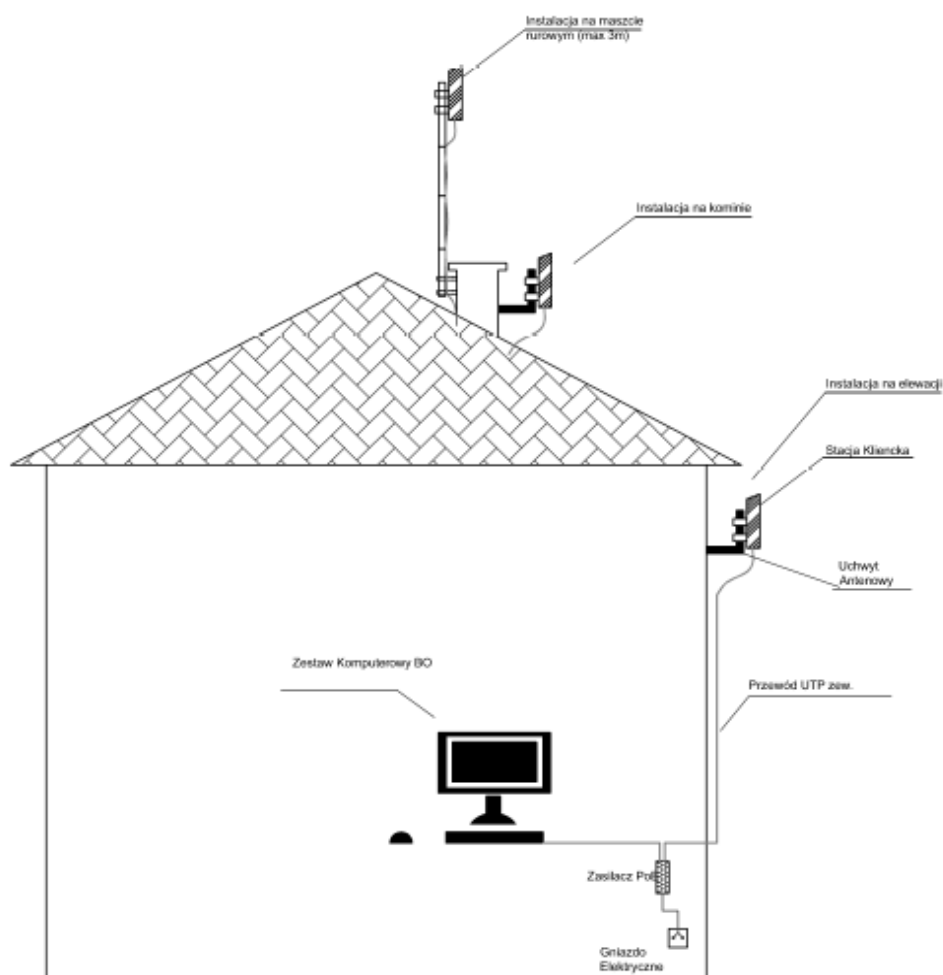 Instalacja na maszcie
rurowym (max 3m)
Instalacja na kominie
Instalacja na elewacji
Stacja Kliencka
Uchwyt
Antenowy
Zestaw Komputerowy BO
Przewód UTP zew.
Zasilacz PoE
Gniazdo
Elektryczne